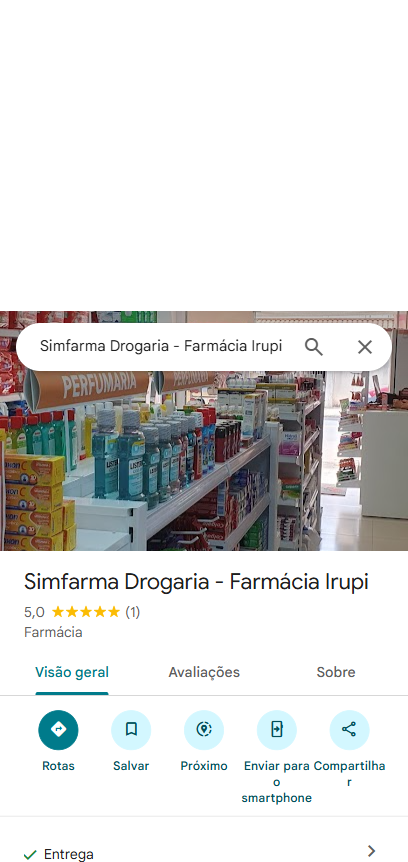 Simfarma Drogaria - Farmácia Irupi
PERFUMARIA
Simfarma Drogaria - Farmácia Irupi
5,0 ★★★★★ (1)
Farmácia
Visão geral
Avaliações
Sobre
Rotas
Salvar
Próximo
Enviar para
o
smartphone
Compartilha
r
Entrega